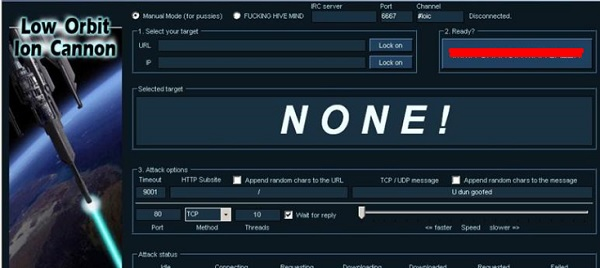 Low Orbit
Ion Cannon
IRC server Port Channel
Manual Mode (for pussies) FUCKING HIVE MIND 6667 #loic Disconnected.
1. Select your target
URL Lock on
IP Lock on
2. Ready?
Selected target
NONE!
3. Attack options
Timeout HTTP Subsite Append random chars to the URL TCP / UDP message Append random chars to the message
9001 / U dun goofed
80 TCP 10 Wait for reply
Port Method Threads <= faster Speed slower =>
Attack status
Idle Connecting Requesting Downloading Downloaded Requested Failed